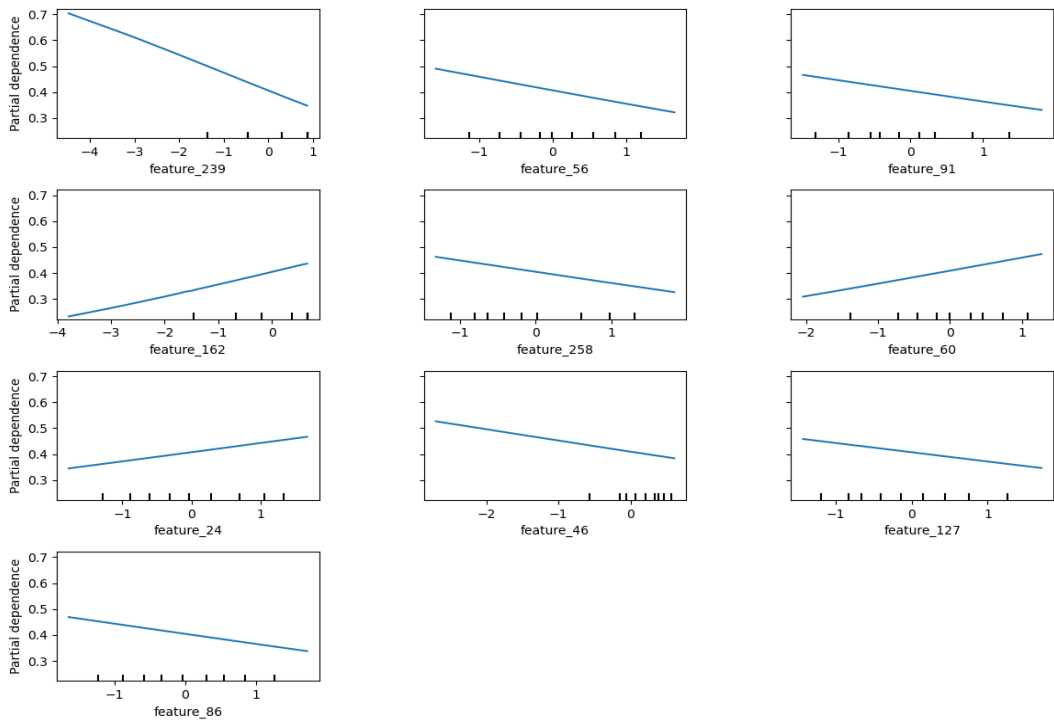 0.7
0.6
0.5
0.4
0.3
Partial dependence
−4 −3 −2 −1 0 1
feature_239
−1 0 1
feature_56
−1 0 1
feature_91
0.7
0.6
0.5
0.4
0.3
Partial dependence
−4 −3 −2 −1 0
feature_162
−1 0 1
feature_258
−2 −1 0 1
feature_60
0.7
0.6
0.5
0.4
0.3
Partial dependence
−1 0 1
feature_24
−2 −1 0
feature_46
−1 0 1
feature_127
0.7
0.6
0.5
0.4
0.3
Partial dependence
−1 0 1
feature_86